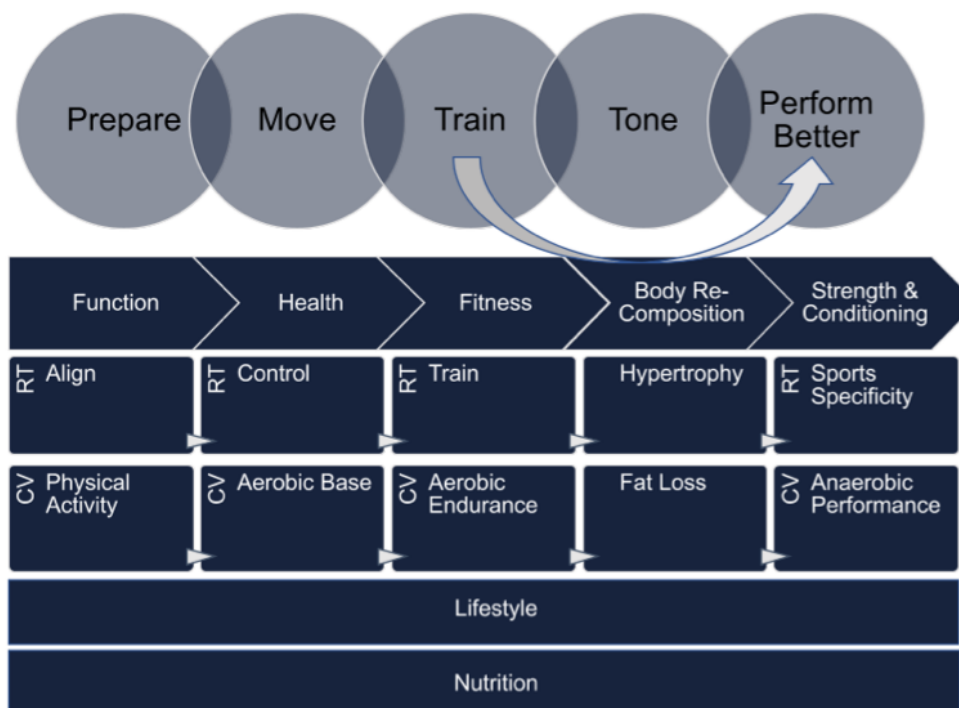 Prepare
Move
Train
Tone
Perform
Better
Function
Health
Fitness
Body Re-
Composition
Strength &
Conditioning
RT
Align
RT
Control
RT
Train
Hypertrophy
RT
Sports
Specificity
CV
Physical
Activity
CV
Aerobic Base
CV
Aerobic
Endurance
Fat Loss
CV
Anaerobic
Performance
Lifestyle
Nutrition